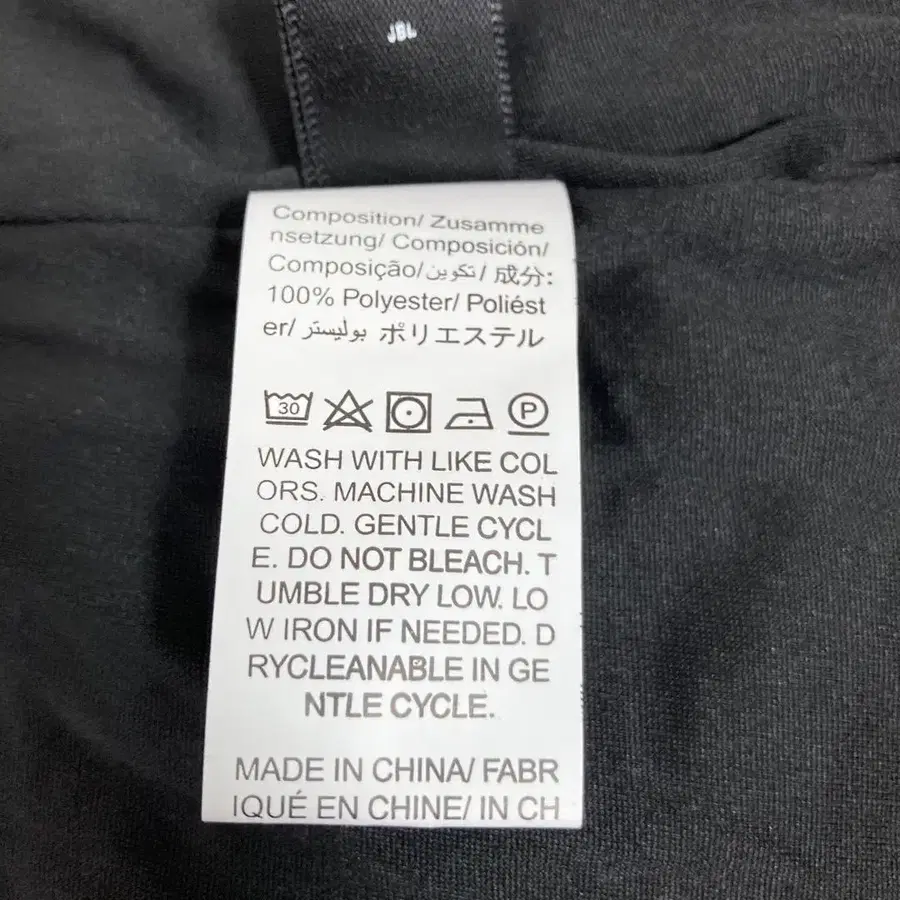 JBL
Composition/ Zusamme
nsetzung/ Composición/
Composição/تكوين/ 成分:
100% Polyester/ Poliést
er/ بوليستر ポリエステル
30 P
WASH WITH LIKE COL
ORS. MACHINE WASH
COLD. GENTLE CYCL
E. DO NOT BLEACH. T
UMBLE DRY LOW. LO
W IRON IF NEEDED. D
RYCLEANABLE IN GE
NTLE CYCLE.
MADE IN CHINA/ FABR
IQUÉ EN CHINE/ IN CH